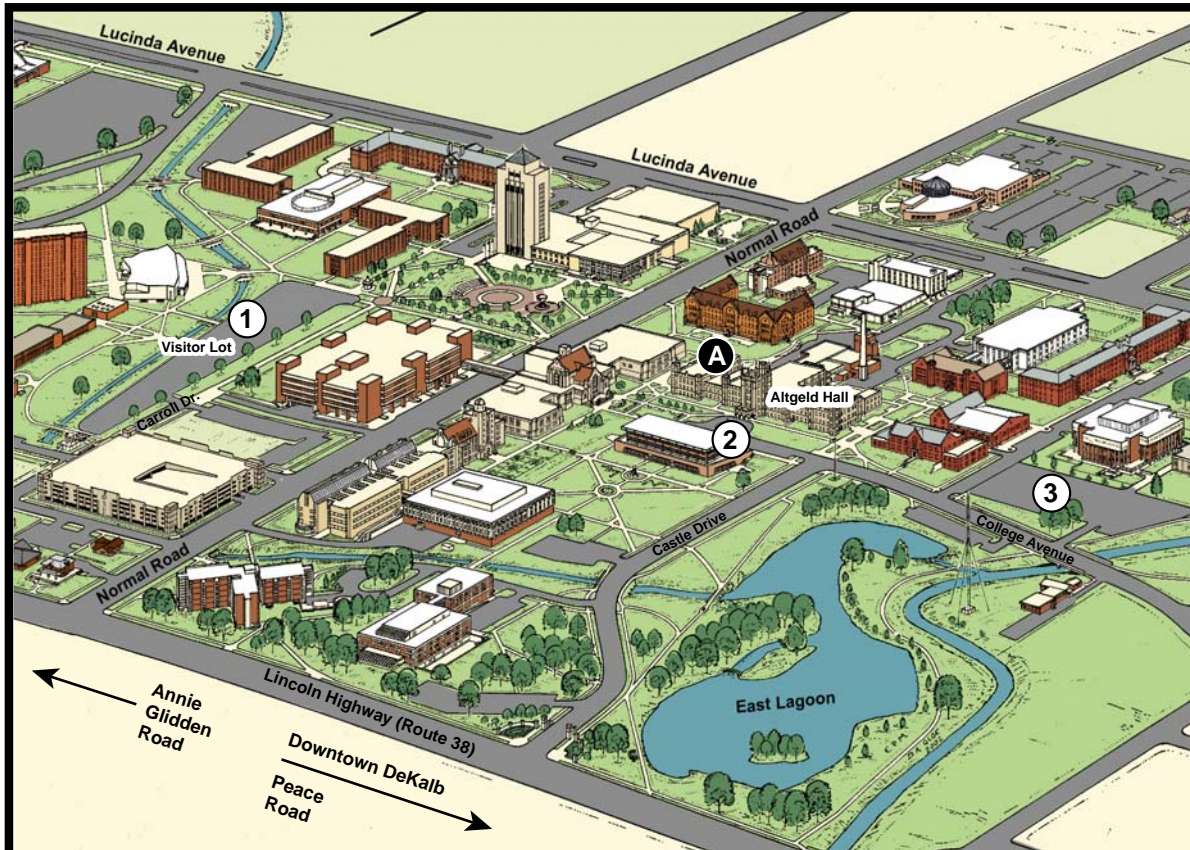 Lucinda Avenue
Lucinda Avenue
Normal Road
1
Visitor Lot
A
Altgeld Hall
Carroll Dr.
2
3
College Avenue
Castle Drive
Normal Road
East Lagoon
Lincoln Highway (Route 38)
Annie
Glidden
Road
Downtown DeKalb
Peace
Road